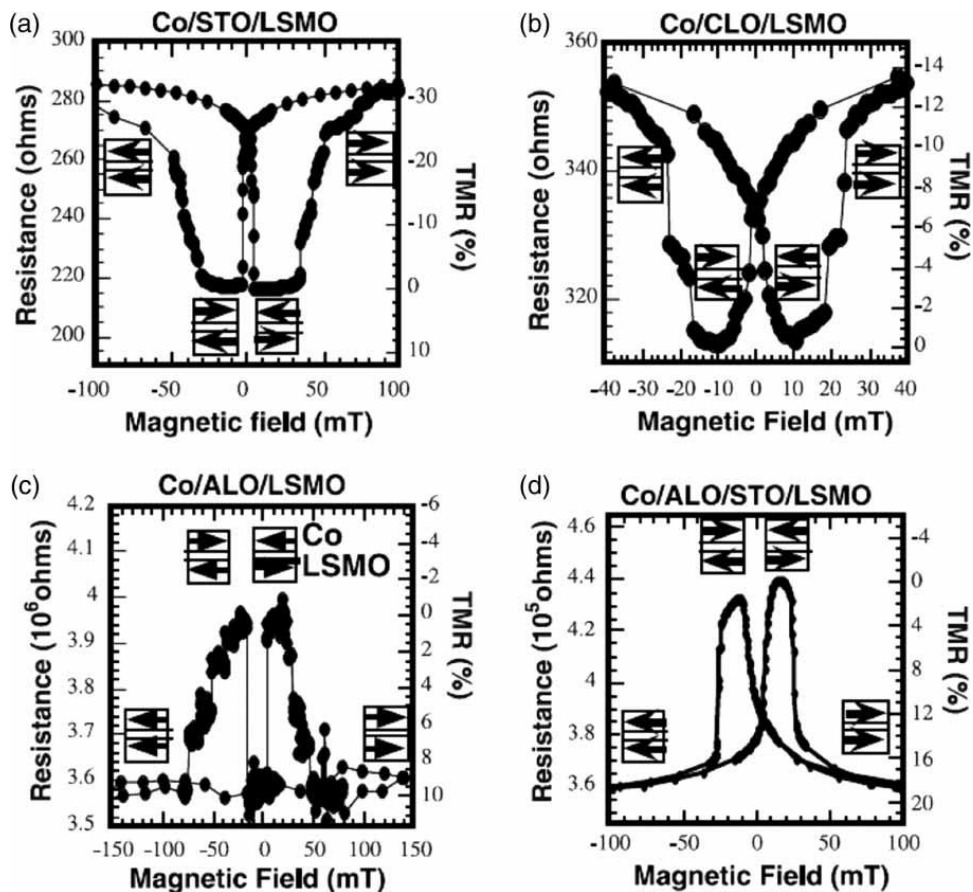 (a)
Co/STO/LSMO
300
280
260
240
220
200
Resistance (ohms)
-30
-20
-10
0
10
TMR (%)
-100 -50 0 50 100
Magnetic field (mT)
(b)
Co/CLO/LSMO
360
340
320
Resistance (ohms)
-14
-12
-10
-8
-6
-4
-2
0
TMR (%)
-40 -30 -20 -10 0 10 20 30 40
Magnetic Field (mT)
(c)
Co/ALO/LSMO
4.2
4.1
4
3.9
3.8
3.7
3.6
3.5
Resistance (10⁶ohms)
Co
LSMO
-6
-4
-2
0
2
4
6
8
10
TMR (%)
-150 -100 -50 0 50 100 150
Magnetic Field (mT)
(d)
Co/ALO/STO/LSMO
4.6
4.4
4.2
4
3.8
3.6
Resistance (10⁵ohms)
-4
0
4
8
12
16
20
TMR (%)
-100 -50 0 50 100
Magnetic Field (mT)